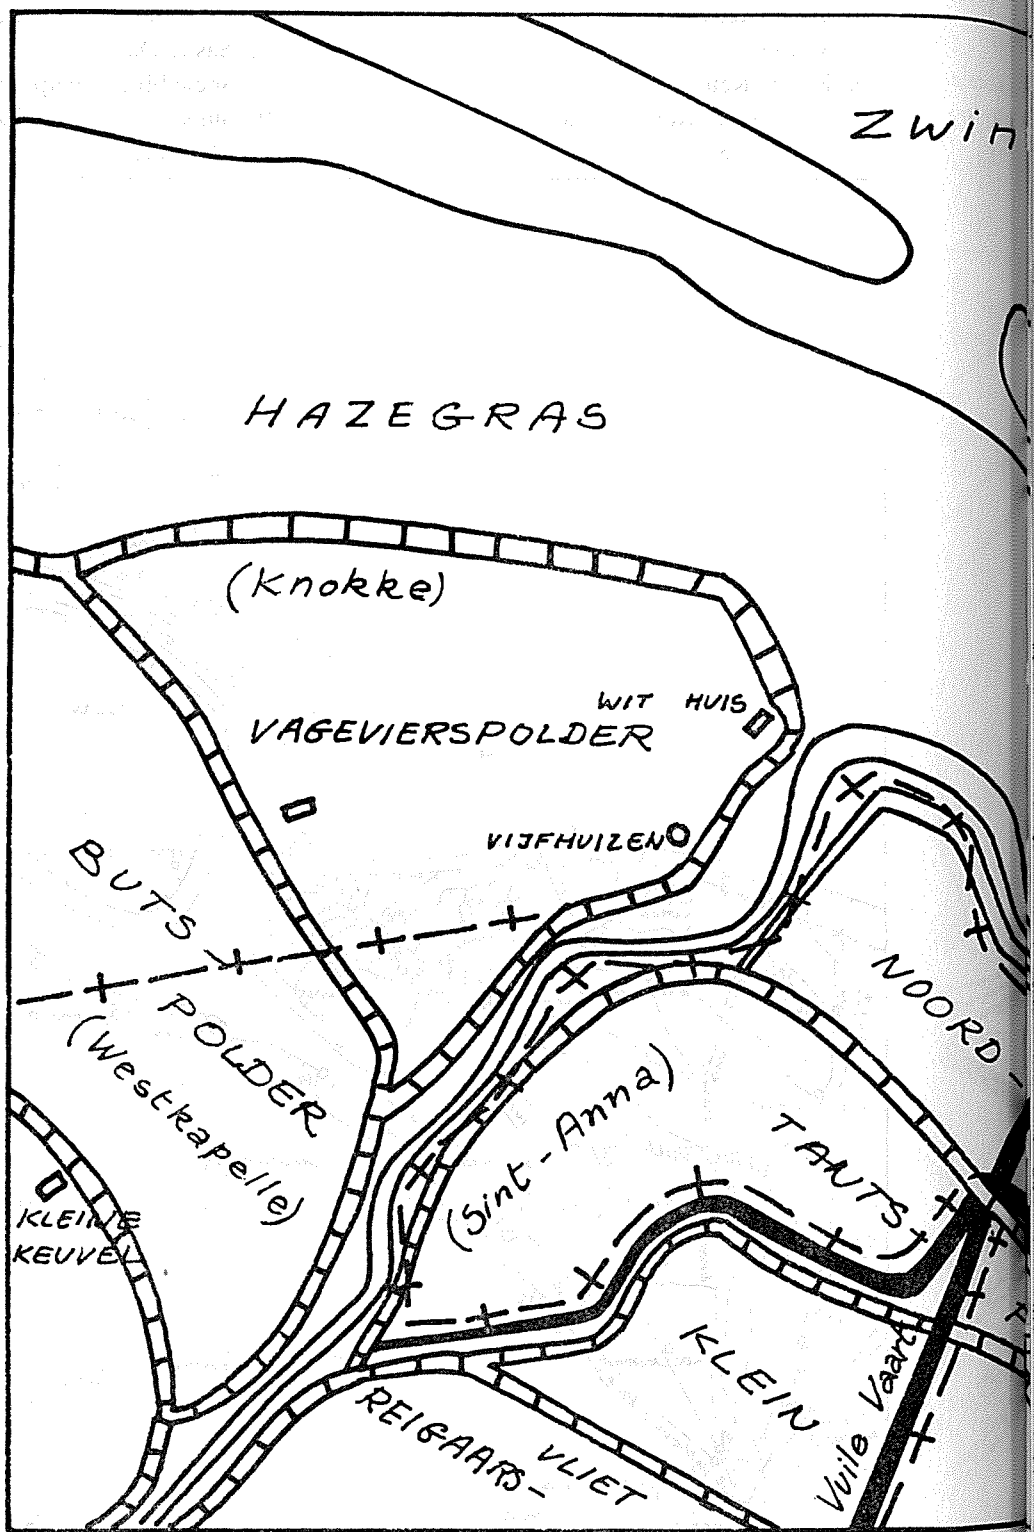 Zwin
HAZEGRAS
(Knokke)
WIT HUIS
VAGEVIERSPOLDER
VIJFHUIZEN
BUTS
POLDER
(Westkapelle)
NOORD-
(Sint-Anna)
TANTS
KLEINE
KEUVEL
KLEIN
Vuile Vaart
REIGAARS-
VLIET